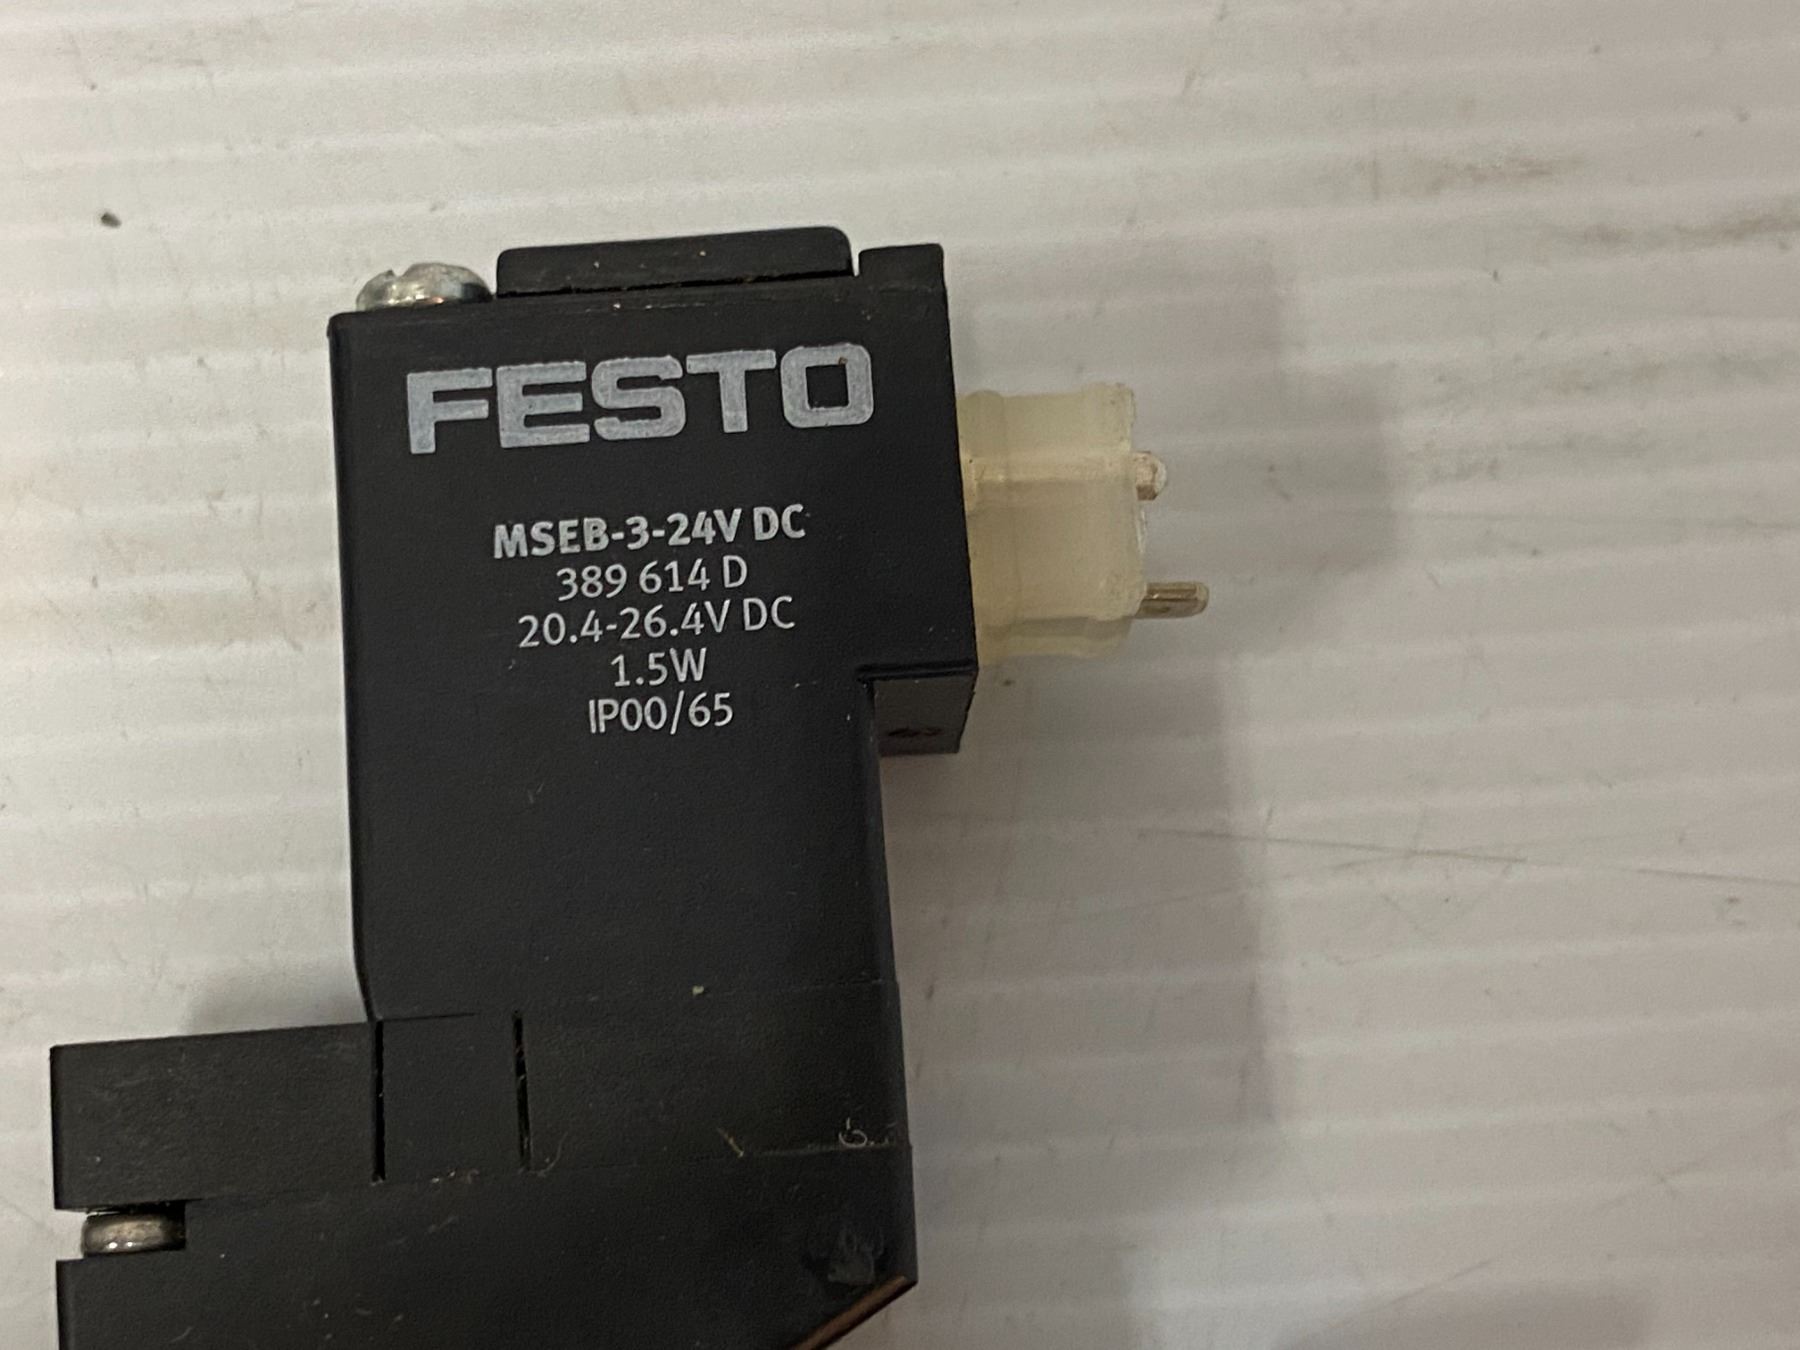 FESTO
MSEB-3-24V DC
389 614 D
20.4-26.4V DC
1.5W
IP00/65